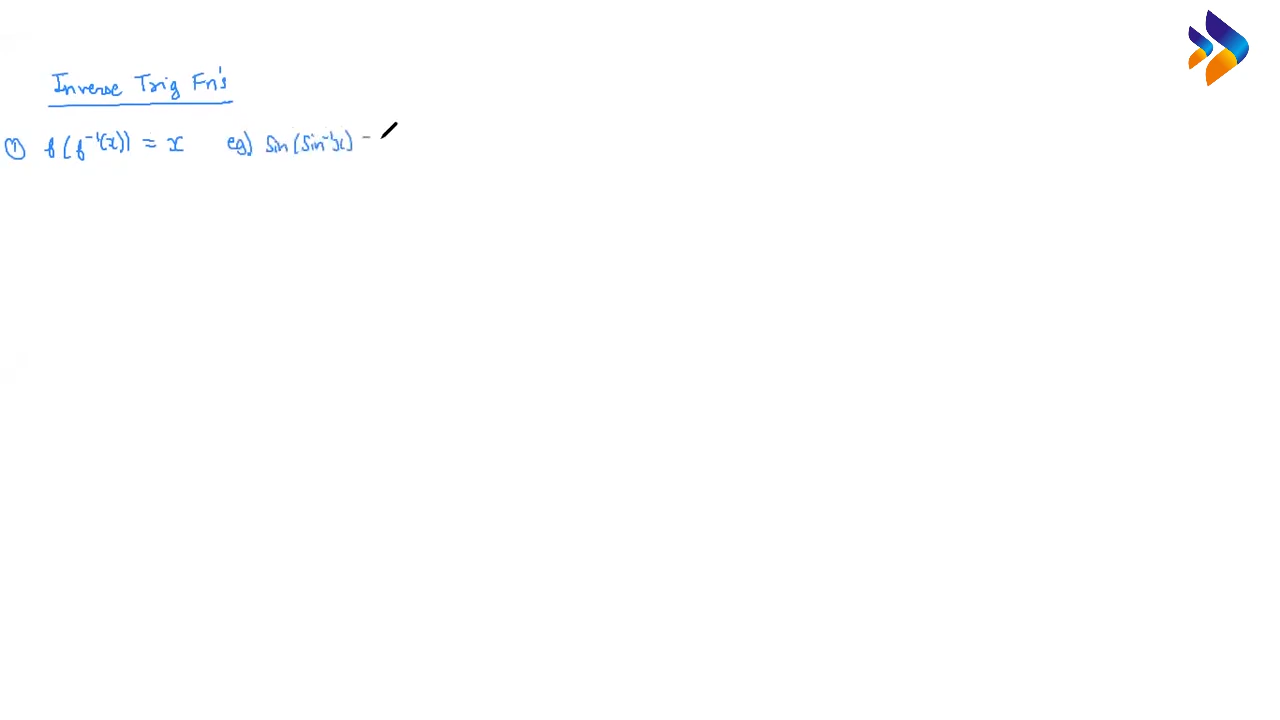 Inverse Trig Fn's
① f(f⁻¹(x)) = x eg) Sin(Sin⁻¹x) -